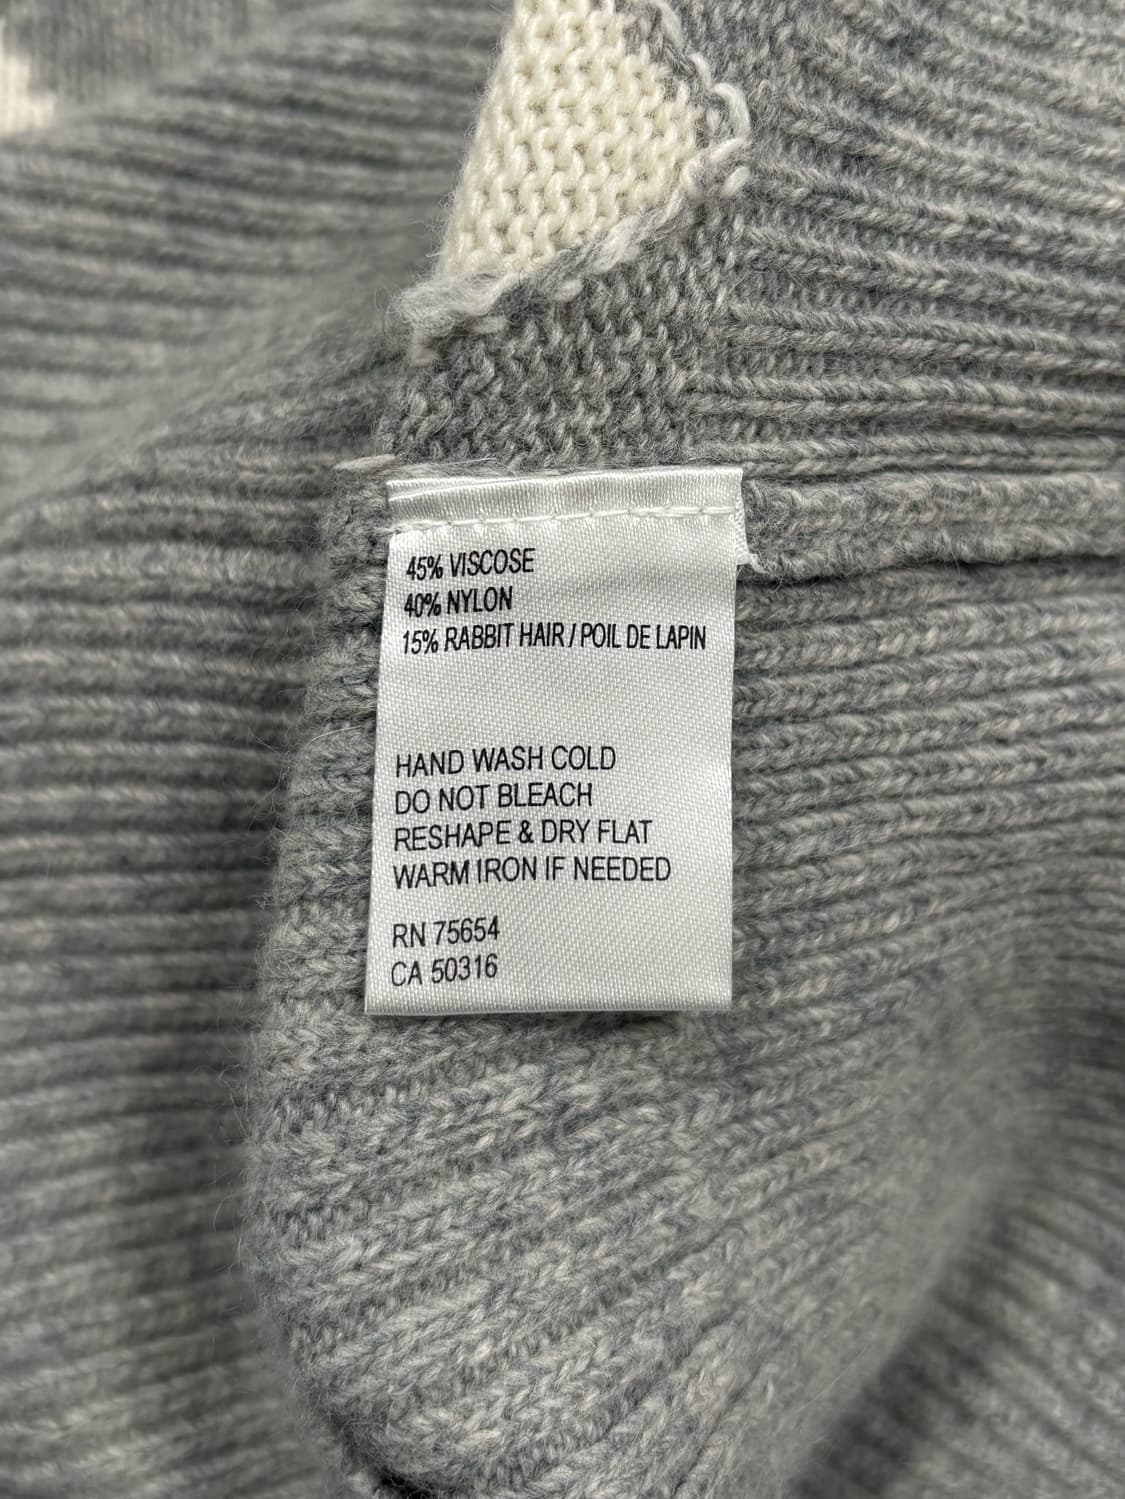 45% VISCOSE
40% NYLON
15% RABBIT HAIR / POIL DE LAPIN
HAND WASH COLD
DO NOT BLEACH
RESHAPE & DRY FLAT
WARM IRON IF NEEDED
RN 75654
CA 50316